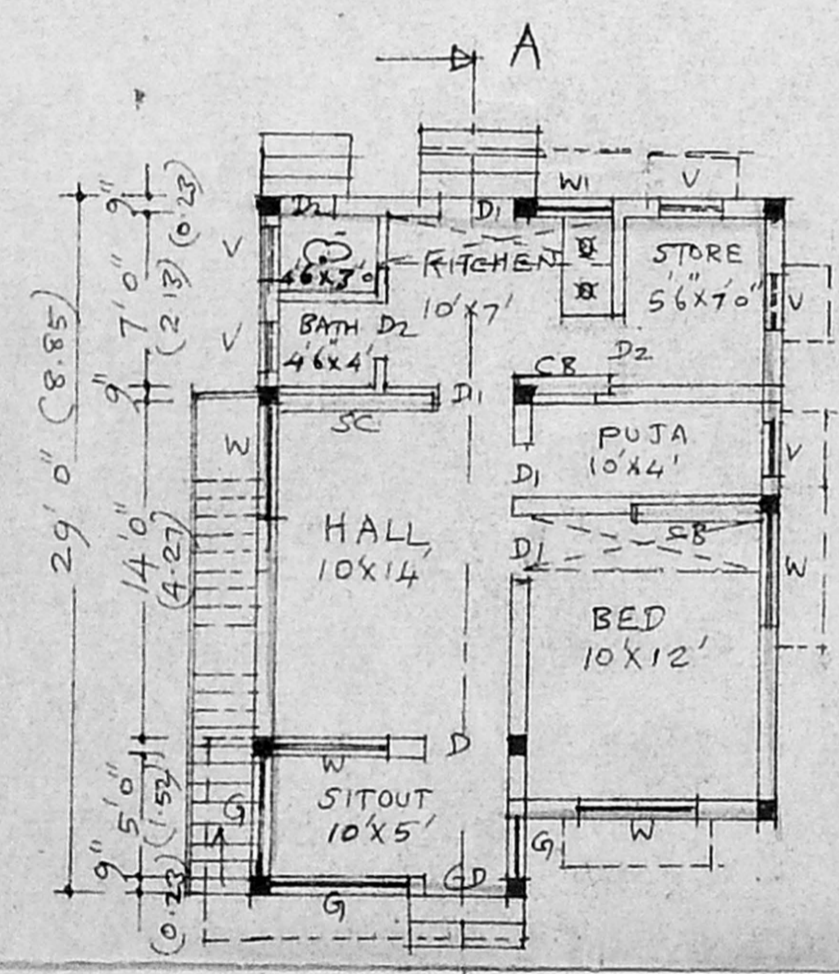 A
9"
(0.23)
D2
D1
W1
V
V
KITCHEN
STORE
4'6"X3'0
10'X7'
5'6"X7'0"
V
7'0"
(2.13)
BATH
D2
4'6"X4'
V
CB
D2
9"
SC
D1
29'0" (8.85)
W
PUJA
10'X4'
V
D1
14'0"
(4.27)
HALL
10'X14'
CB
D1
W
BED
10'X12'
W
D
5'0"
(1.52)
SITOUT
10'X5'
G
G
W
9"
(0.23)
G
GD